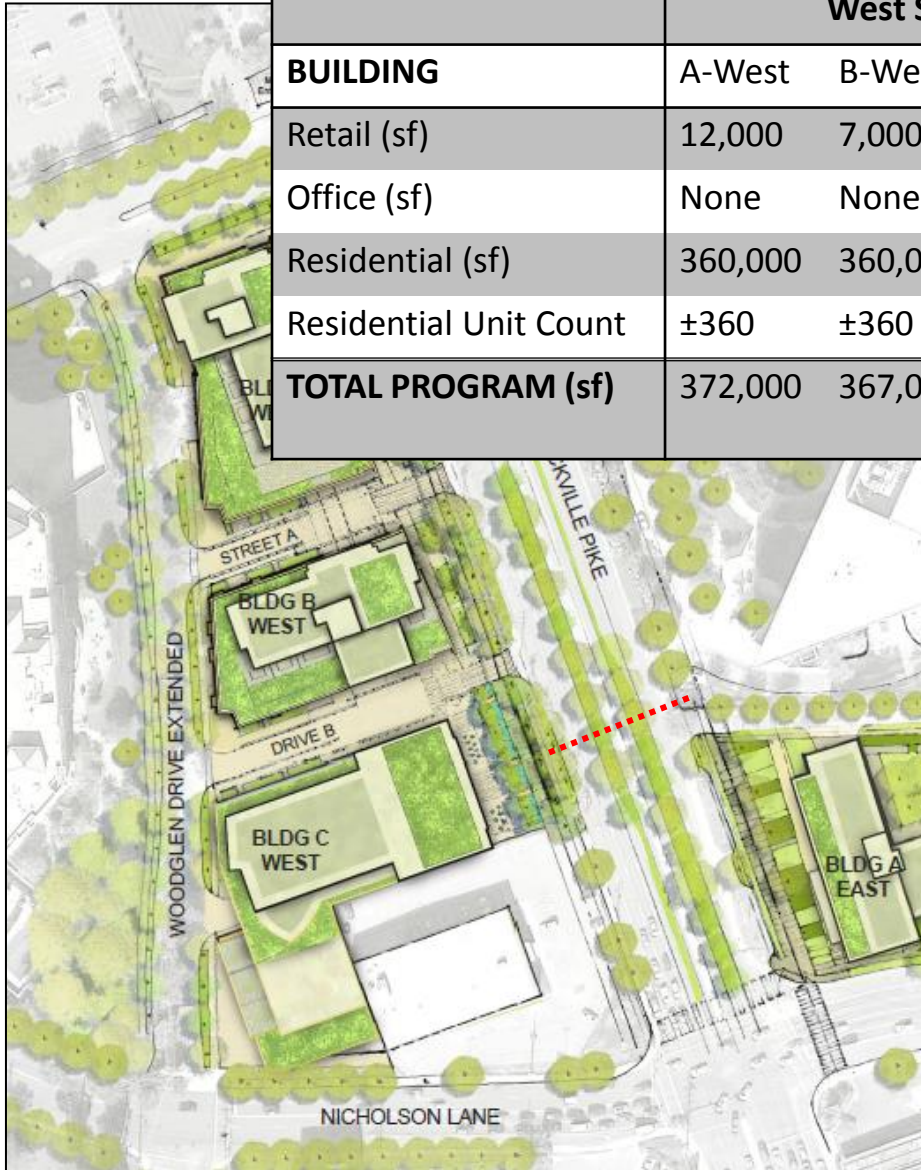 West S
BUILDING A-West B-We
Retail (sf) 12,000 7,000
Office (sf) None None
Residential (sf) 360,000 360,0
Residential Unit Count ±360 ±360
TOTAL PROGRAM (sf) 372,000 367,0
BL
W
CKVILLE PIKE
STREET A
BLDG B
WEST
WOODGLEN DRIVE EXTENDED
DRIVE B
BLDG C
WEST
BLDG A
EAST
NICHOLSON LANE